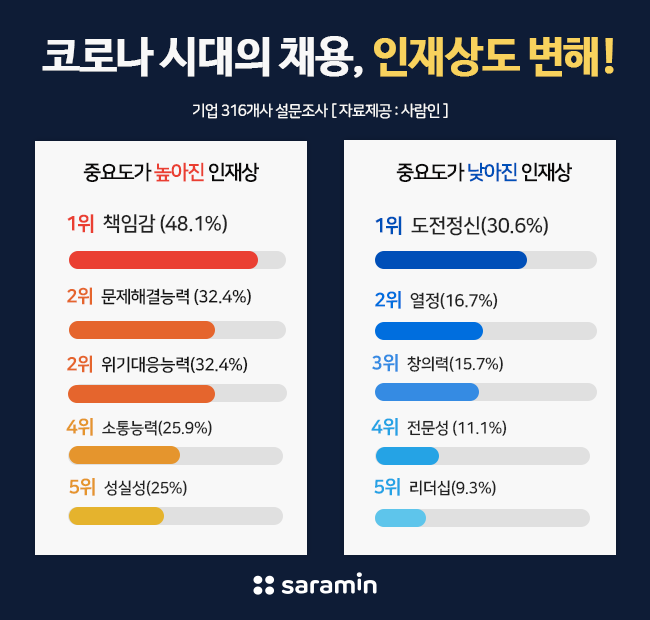 코로나 시대의 채용, 인재상도 변해!
기업 316개사 설문조사 [ 자료제공 : 사람인 ]
중요도가 높아진 인재상
1위 책임감 (48.1%)
2위 문제해결능력 (32.4%)
2위 위기대응능력(32.4%)
4위 소통능력(25.9%)
5위 성실성(25%)
중요도가 낮아진 인재상
1위 도전정신(30.6%)
2위 열정(16.7%)
3위 창의력(15.7%)
4위 전문성 (11.1%)
5위 리더십(9.3%)
saramin